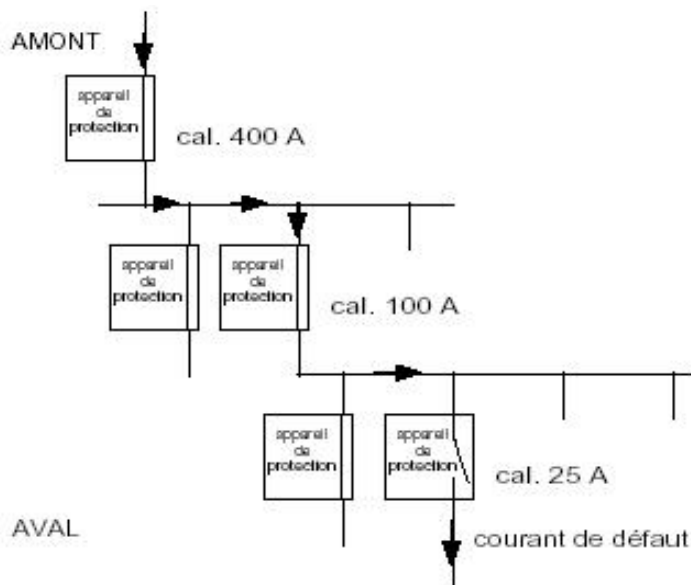 AMONT
appareil
de
protection
cal. 400 A
appareil
de
protection
appareil
de
protection
cal. 100 A
appareil
de
protection
appareil
de
protection
cal. 25 A
AVAL
courant de défaut